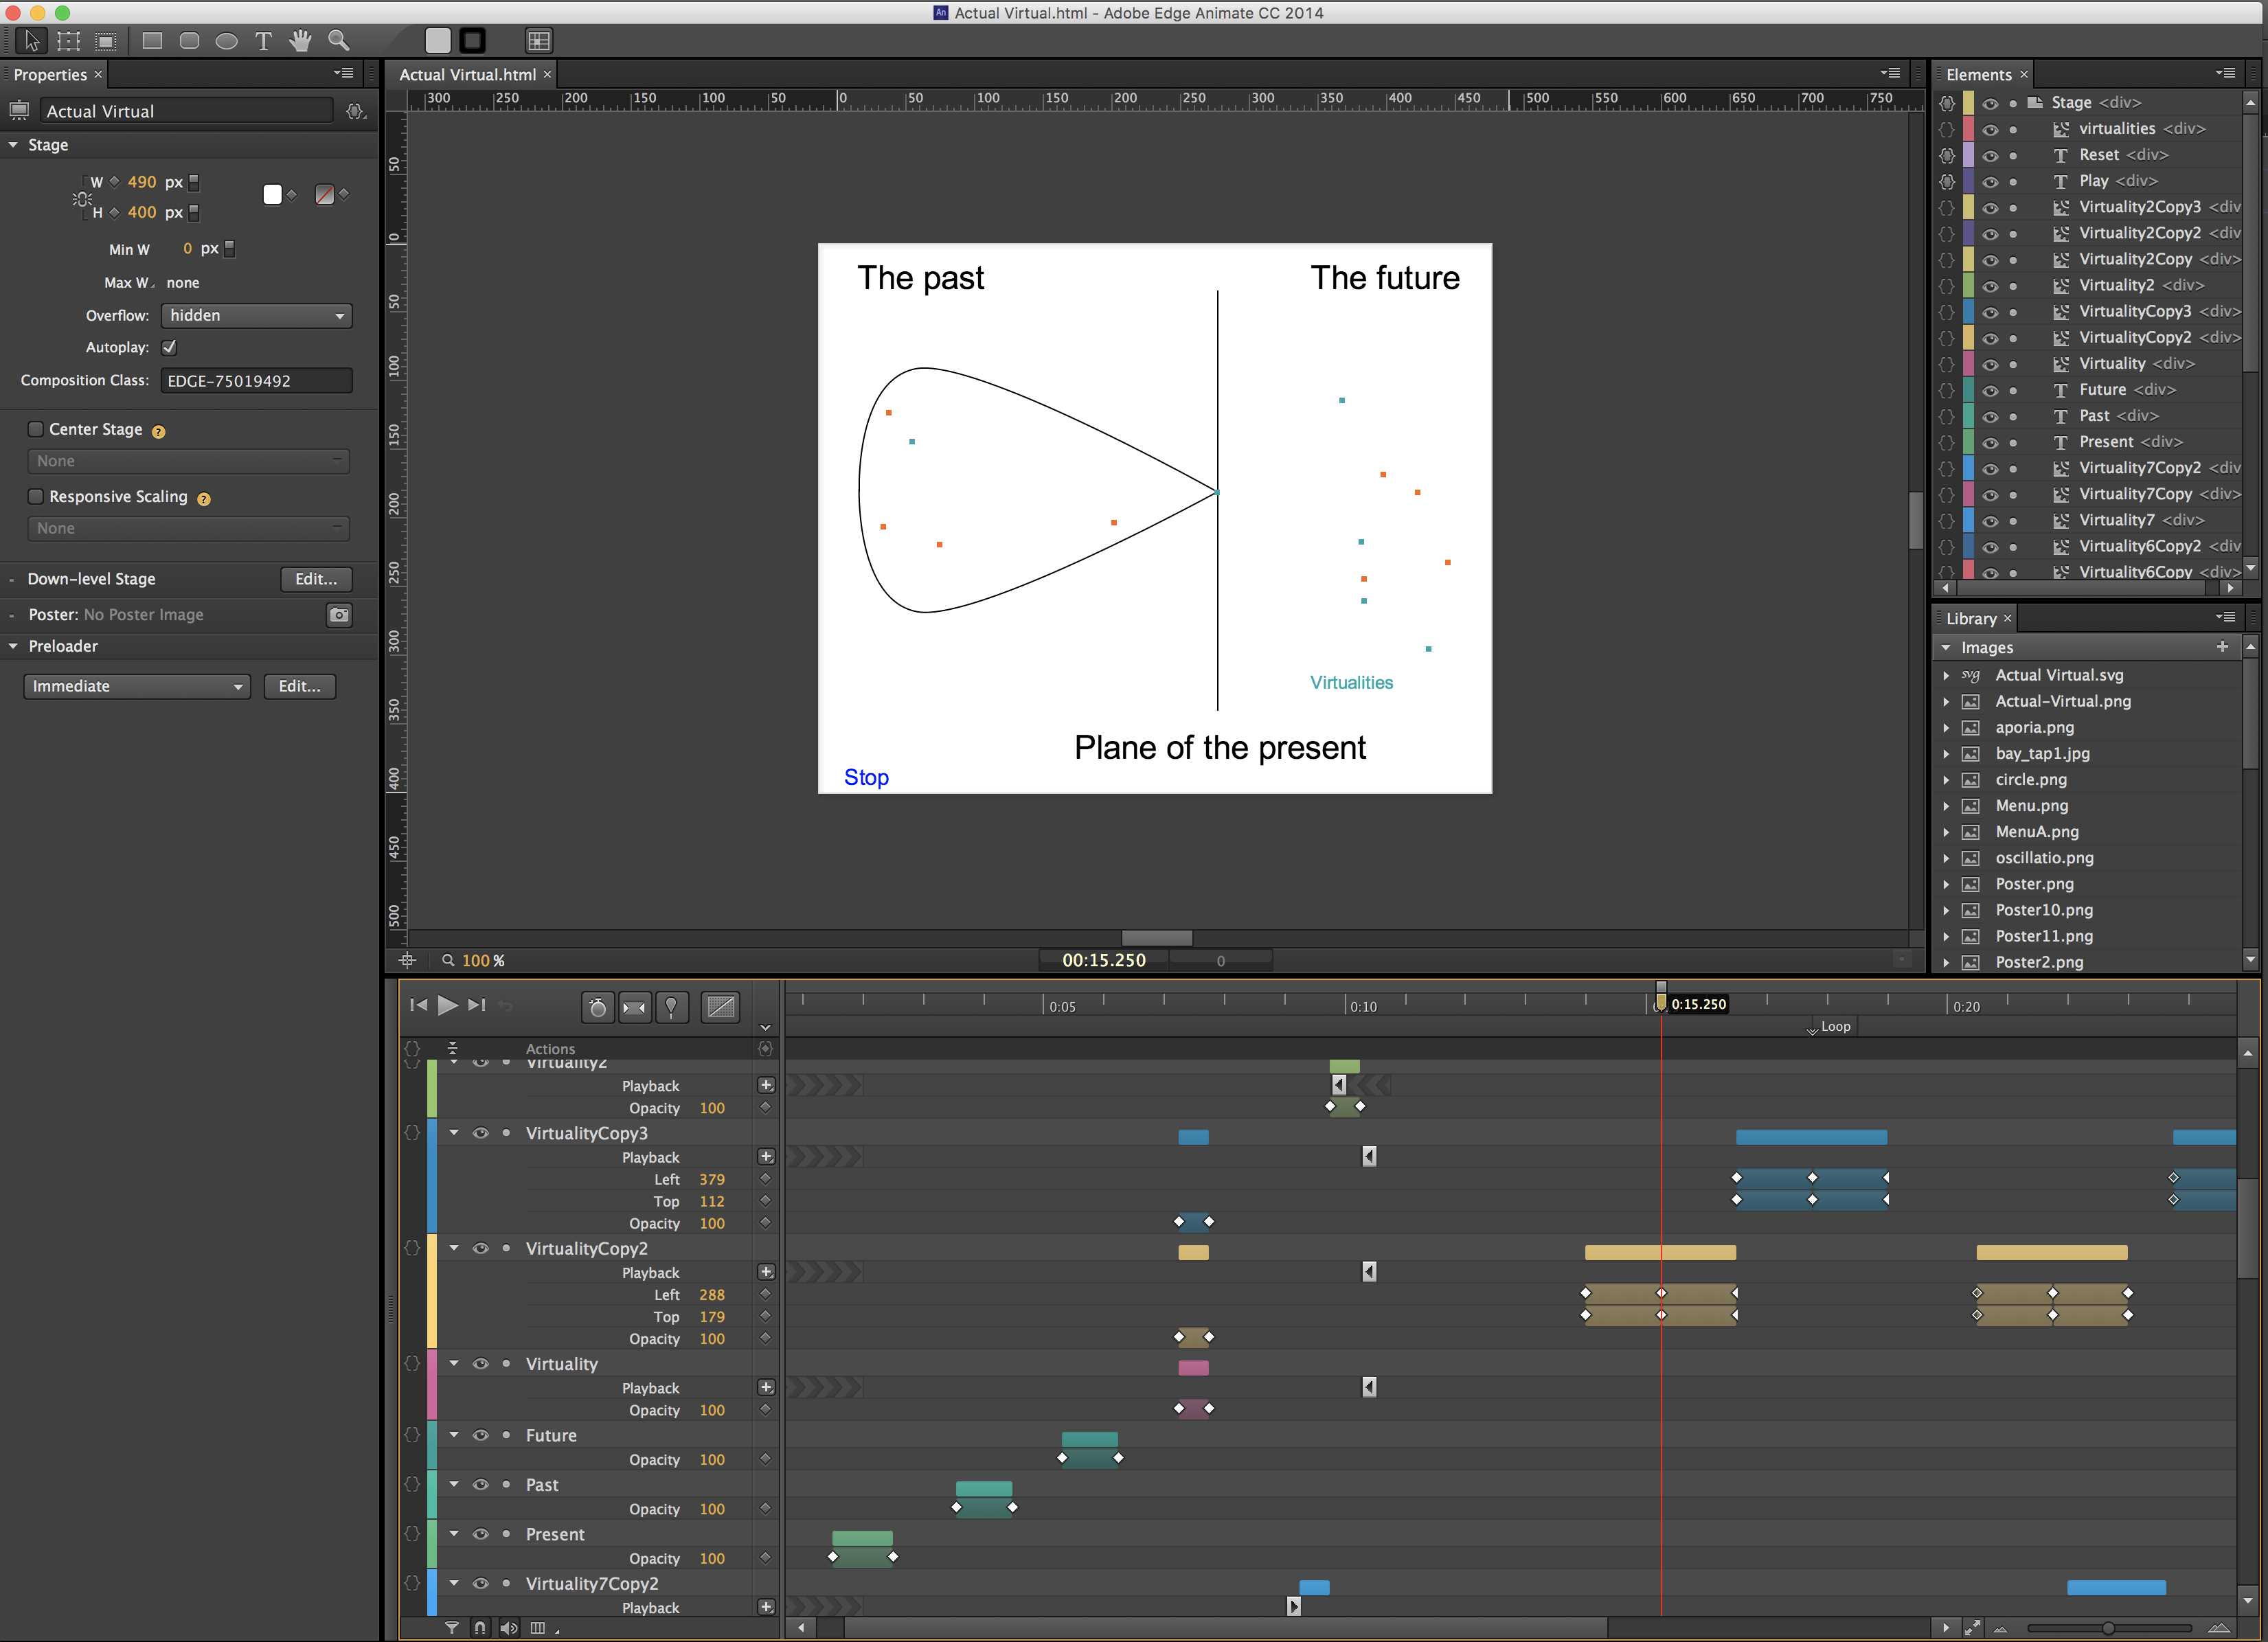 Actual Virtual.html - Adobe Edge Animate CC 2014
Properties ×
Actual Virtual
Stage
W 490 px
H 400 px
Min W 0 px
Max W none
Overflow: hidden
Autoplay:
Composition Class: EDGE-75019492
Center Stage ?
None
Responsive Scaling ?
None
Down-level Stage Edit...
Poster: No Poster Image
Preloader
Immediate Edit...
Actual Virtual.html ×
300 250 200 150 100 50 0 50 100 150 200 250 300 350 400 450 500 550 600 650 700 750
50
0
50
100
150
200
250
300
350
400
450
500
The past The future
Virtualities
Plane of the present
Stop
100 %
00:15.250
0
Elements ×
Stage <div>
virtualities <div>
Reset <div>
Play <div>
Virtuality2Copy3 <div
Virtuality2Copy2 <div
Virtuality2Copy <div>
Virtuality2 <div>
VirtualityCopy3 <div>
VirtualityCopy2 <div>
Virtuality <div>
Future <div>
Past <div>
Present <div>
Virtuality7Copy2 <div
Virtuality7Copy <div>
Virtuality7 <div>
Virtuality6Copy2 <div
Virtuality6Copy <div>
Library ×
Images +
svg Actual Virtual.svg
Actual-Virtual.png
aporia.png
bay_tap1.jpg
circle.png
Menu.png
MenuA.png
oscillatio.png
Poster.png
Poster10.png
Poster11.png
Poster2.png
0:05 0:10 0:15.250 0:20
Loop
Actions
Virtuality2
Playback
Opacity 100
VirtualityCopy3
Playback
Left 379
Top 112
Opacity 100
VirtualityCopy2
Playback
Left 288
Top 179
Opacity 100
Virtuality
Playback
Opacity 100
Future
Opacity 100
Past
Opacity 100
Present
Opacity 100
Virtuality7Copy2
Playback